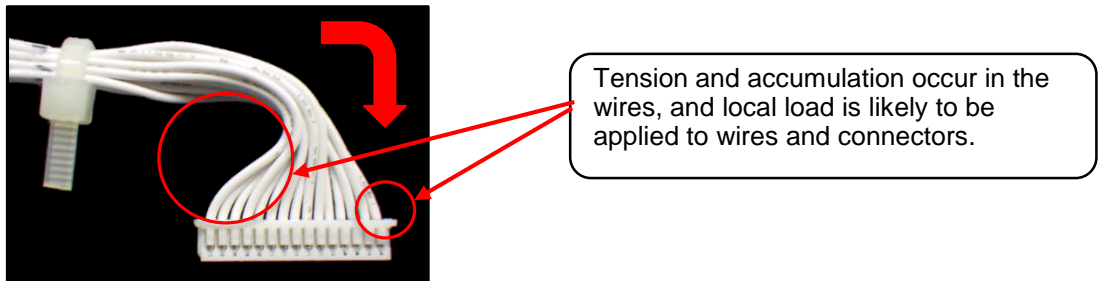 Tension and accumulation occur in the
wires, and local load is likely to be
applied to wires and connectors.